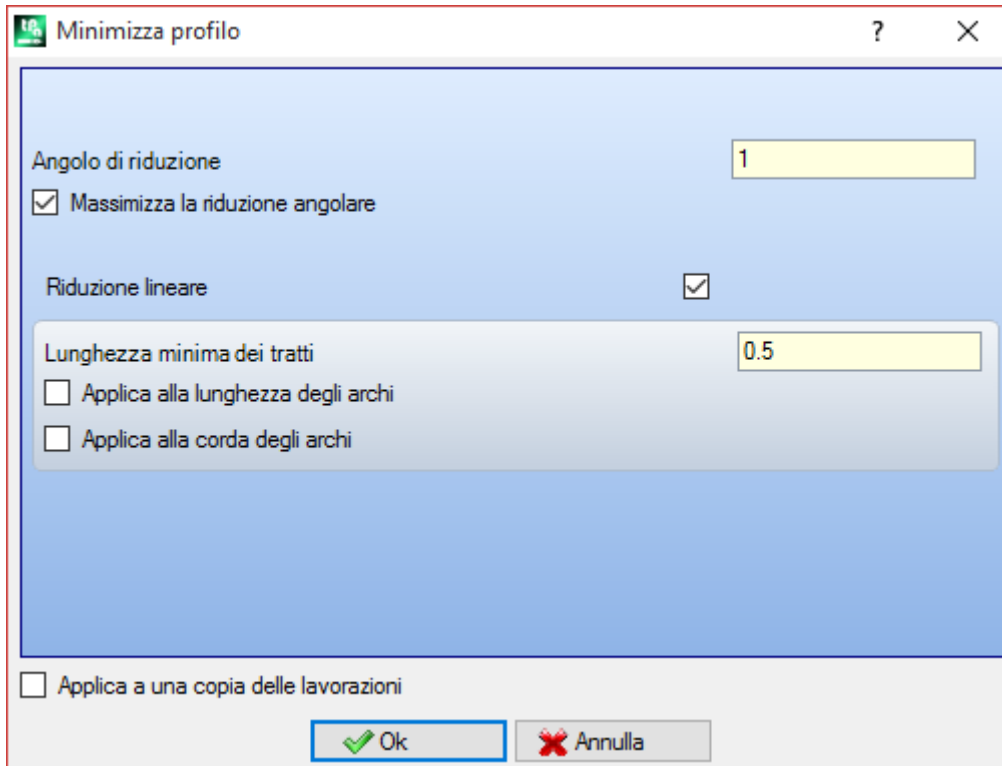 tpa
Minimizza profilo
?
Angolo di riduzione
1
Massimizza la riduzione angolare
Riduzione lineare
Lunghezza minima dei tratti
0.5
Applica alla lunghezza degli archi
Applica alla corda degli archi
Applica a una copia delle lavorazioni
Ok
Annulla